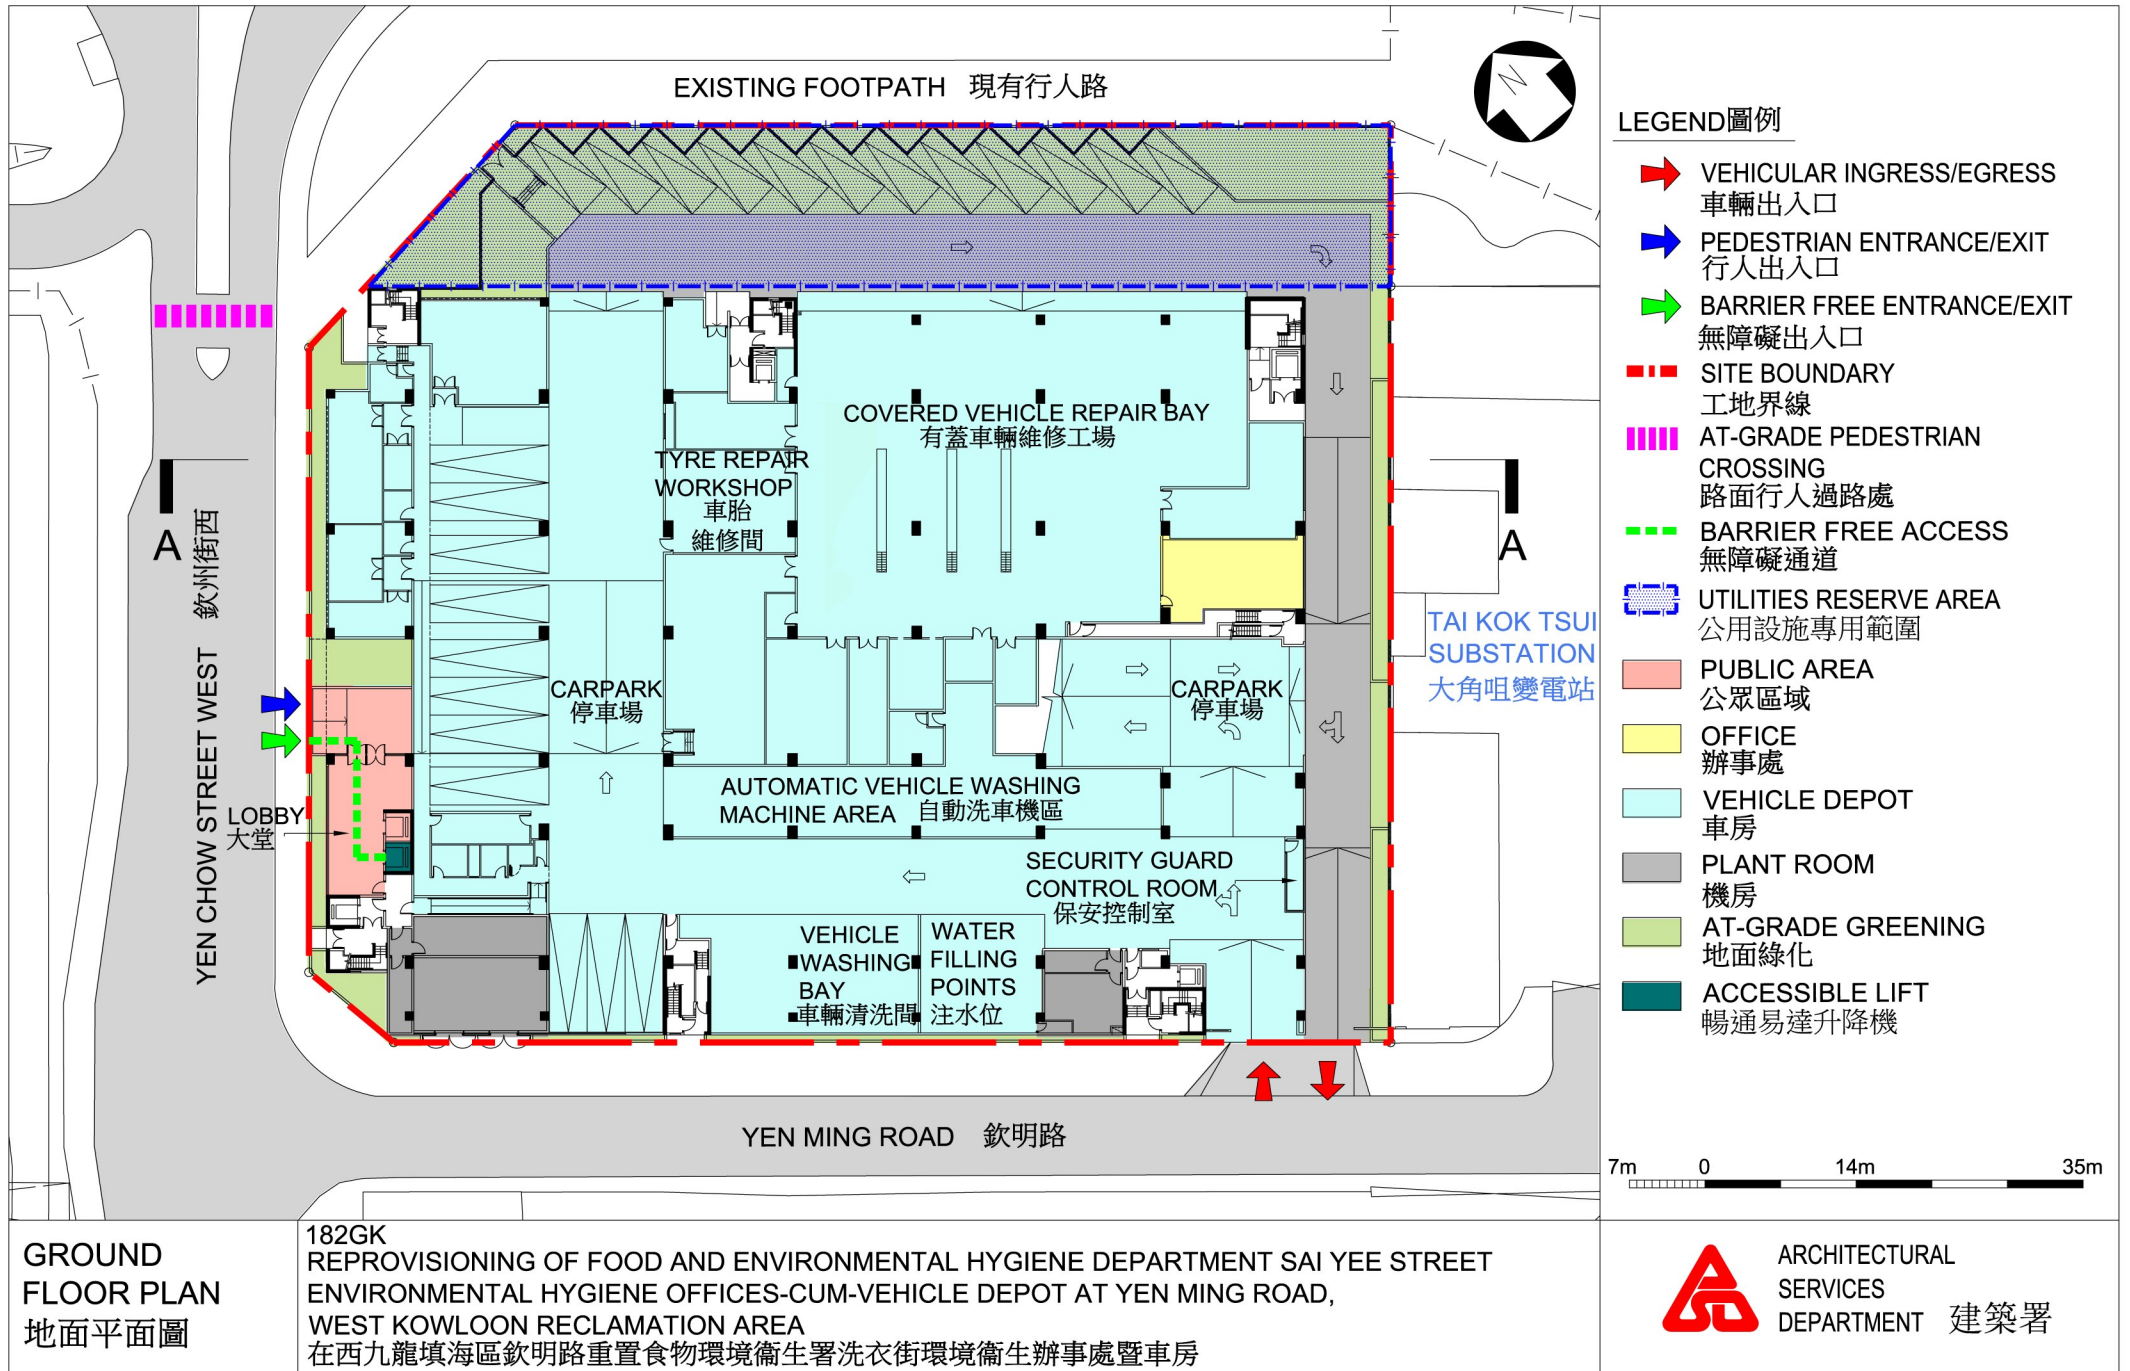 EXISTING FOOTPATH 現有行人路
N
LEGEND圖例
VEHICULAR INGRESS/EGRESS
車輛出入口
PEDESTRIAN ENTRANCE/EXIT
行人出入口
BARRIER FREE ENTRANCE/EXIT
無障礙出入口
SITE BOUNDARY
工地界線
AT-GRADE PEDESTRIAN
CROSSING
路面行人過路處
BARRIER FREE ACCESS
無障礙通道
UTILITIES RESERVE AREA
公用設施專用範圍
PUBLIC AREA
公眾區域
OFFICE
辦事處
VEHICLE DEPOT
車房
PLANT ROOM
機房
AT-GRADE GREENING
地面綠化
ACCESSIBLE LIFT
暢通易達升降機
COVERED VEHICLE REPAIR BAY
有蓋車輛維修工場
TYRE REPAIR
WORKSHOP
車胎
維修間
A
A
YEN CHOW STREET WEST 欽州街西
TAI KOK TSUI
SUBSTATION
大角咀變電站
CARPARK
停車場
CARPARK
停車場
LOBBY
大堂
AUTOMATIC VEHICLE WASHING
MACHINE AREA 自動洗車機區
SECURITY GUARD
CONTROL ROOM
保安控制室
VEHICLE
WASHING
BAY
車輛清洗間
WATER
FILLING
POINTS
注水位
YEN MING ROAD 欽明路
7m 0 14m 35m
GROUND
FLOOR PLAN
地面平面圖
182GK
REPROVISIONING OF FOOD AND ENVIRONMENTAL HYGIENE DEPARTMENT SAI YEE STREET
ENVIRONMENTAL HYGIENE OFFICES-CUM-VEHICLE DEPOT AT YEN MING ROAD,
WEST KOWLOON RECLAMATION AREA
在西九龍填海區欽明路重置食物環境衞生署洗衣街環境衞生辦事處暨車房
ARCHITECTURAL
SERVICES
DEPARTMENT 建築署